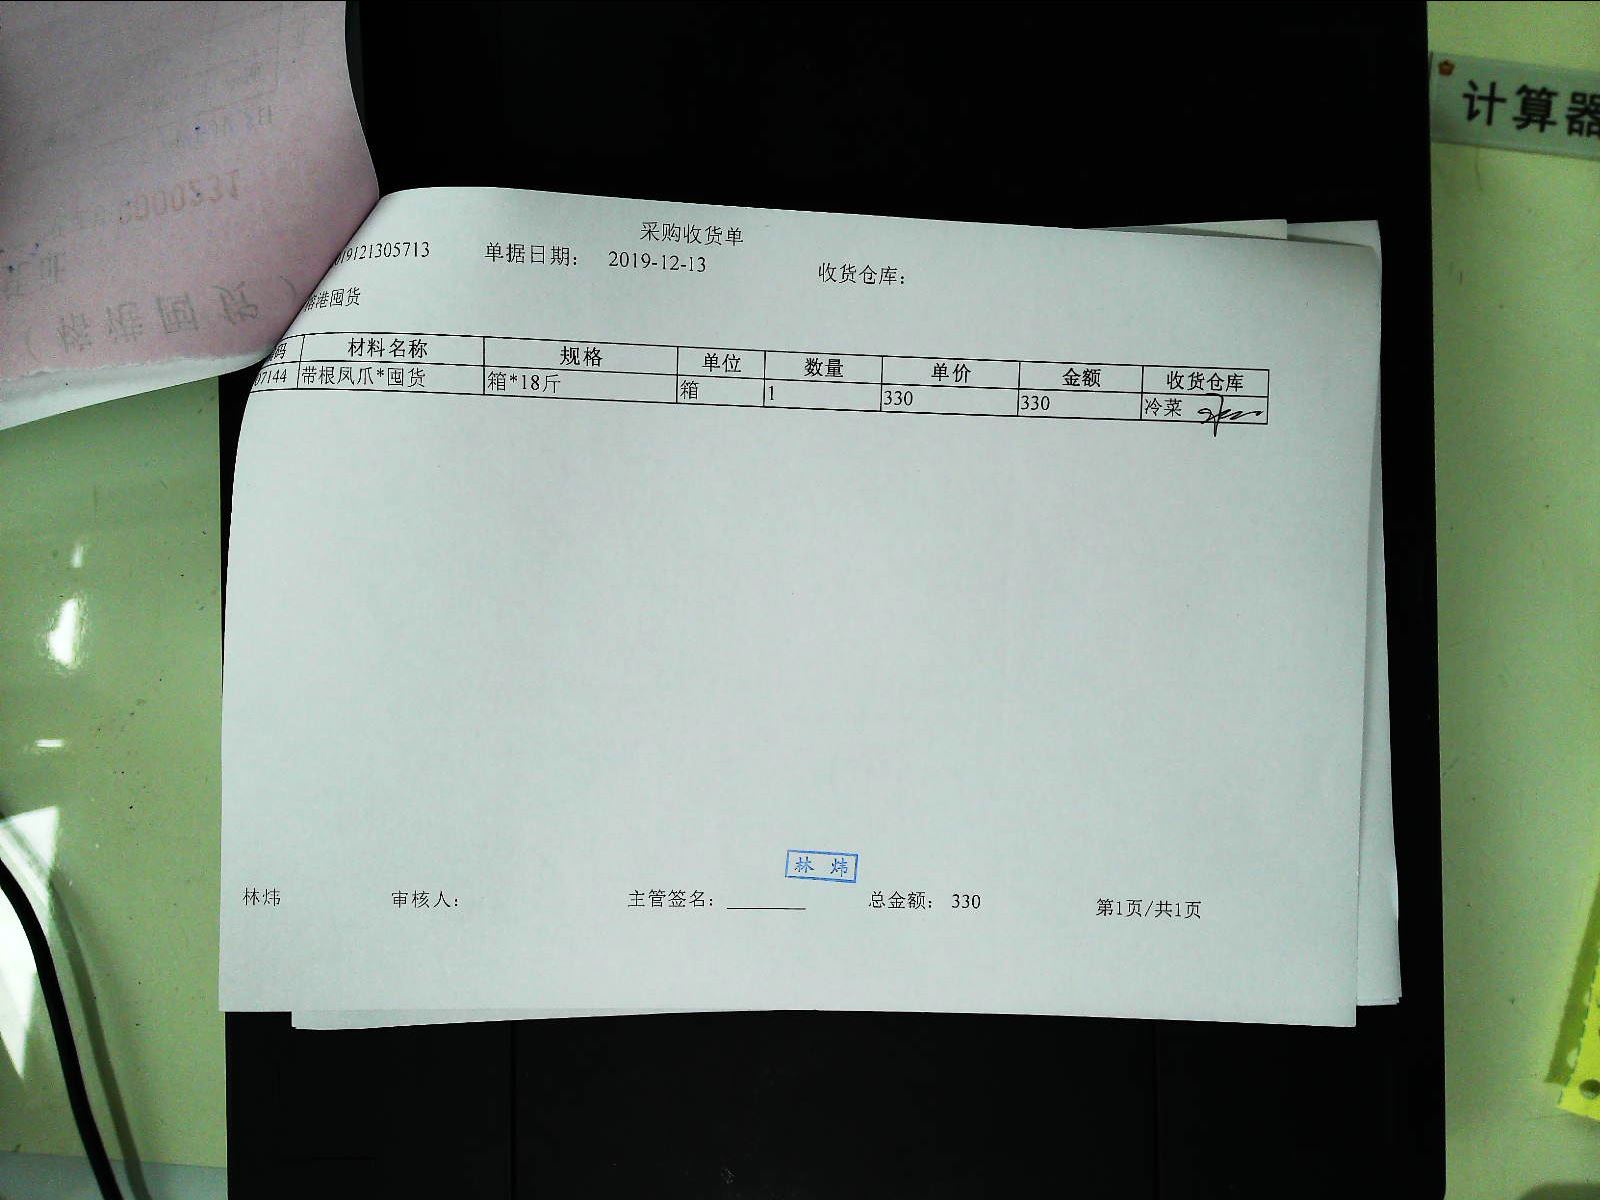 计算器
采购收货单
19121305713 单据日期： 2019-12-13 收货仓库：
港囤货
码 材料名称 规格 单位 数量 单价 金额 收货仓库
07144 带根凤爪*囤货 箱*18斤 箱 1 330 330 冷菜
林 炜
林炜 审核人： 主管签名： 总金额： 330 第1页/共1页